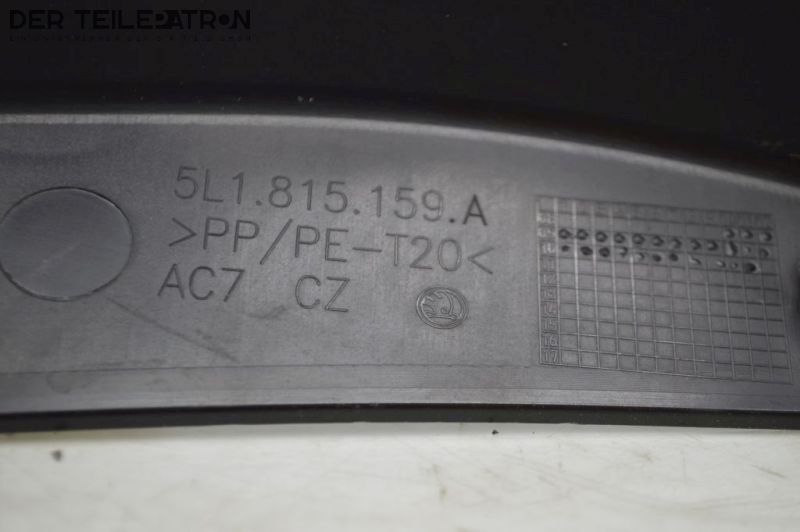 DER TEILEPATRON
5L1.815.159.A
>PP/PE-T20<
AC7 CZ